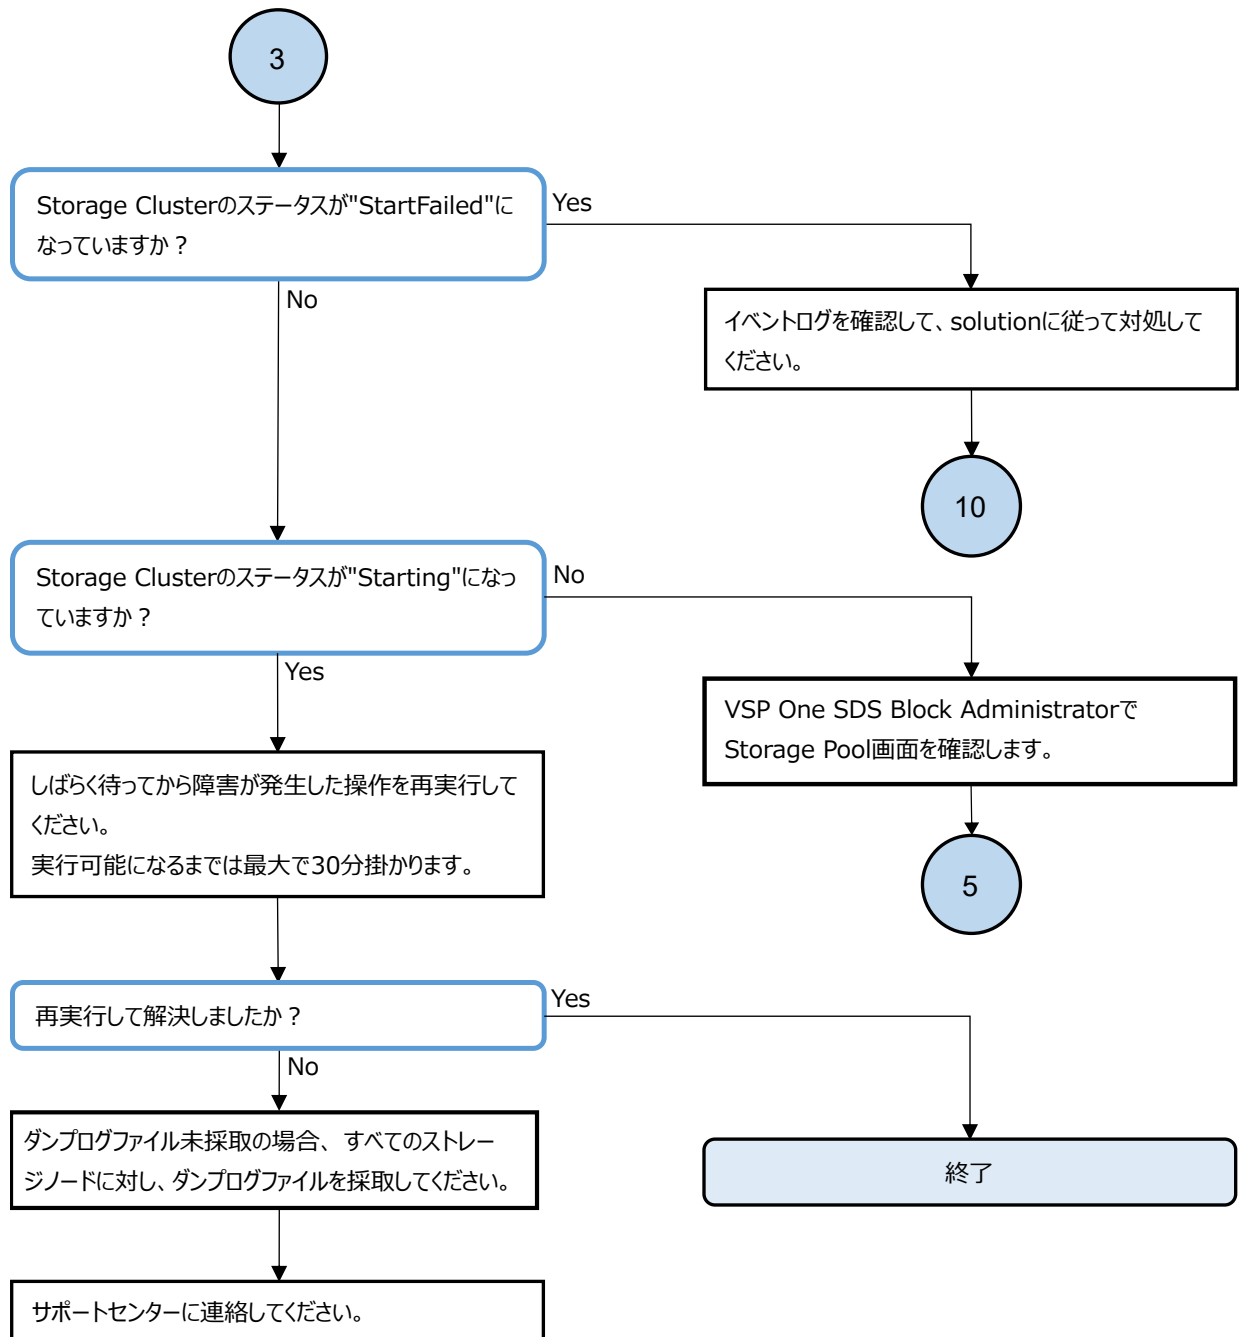 3
Storage Clusterのステータスが"StartFailed"に
なっていますか？
Yes
No
イベントログを確認して、solutionに従って対処して
ください。
10
Storage Clusterのステータスが"Starting"になっ
ていますか？
No
Yes
VSP One SDS Block Administratorで
Storage Pool画面を確認します。
5
しばらく待ってから障害が発生した操作を再実行して
ください。
実行可能になるまでは最大で30分掛かります。
再実行して解決しましたか？
Yes
No
終了
ダンプログファイル未採取の場合、すべてのストレー
ジノードに対し、ダンプログファイルを採取してください。
サポートセンターに連絡してください。